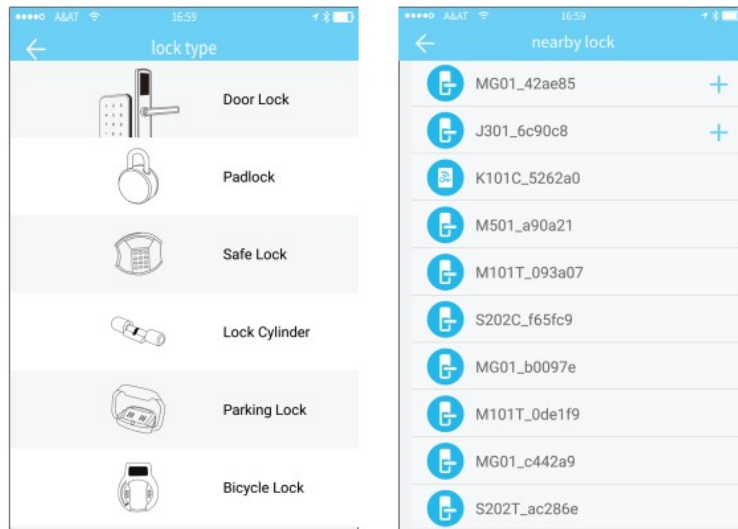 A&AT 16:59
lock type
Door Lock
Padlock
Safe Lock
Lock Cylinder
Parking Lock
Bicycle Lock
A&AT 16:59
nearby lock
MG01_42ae85 +
J301_6c90c8 +
K101C_5262a0
M501_a90a21
M101T_093a07
S202C_f65fc9
MG01_b0097e
M101T_0de1f9
MG01_c442a9
S202T_ac286e